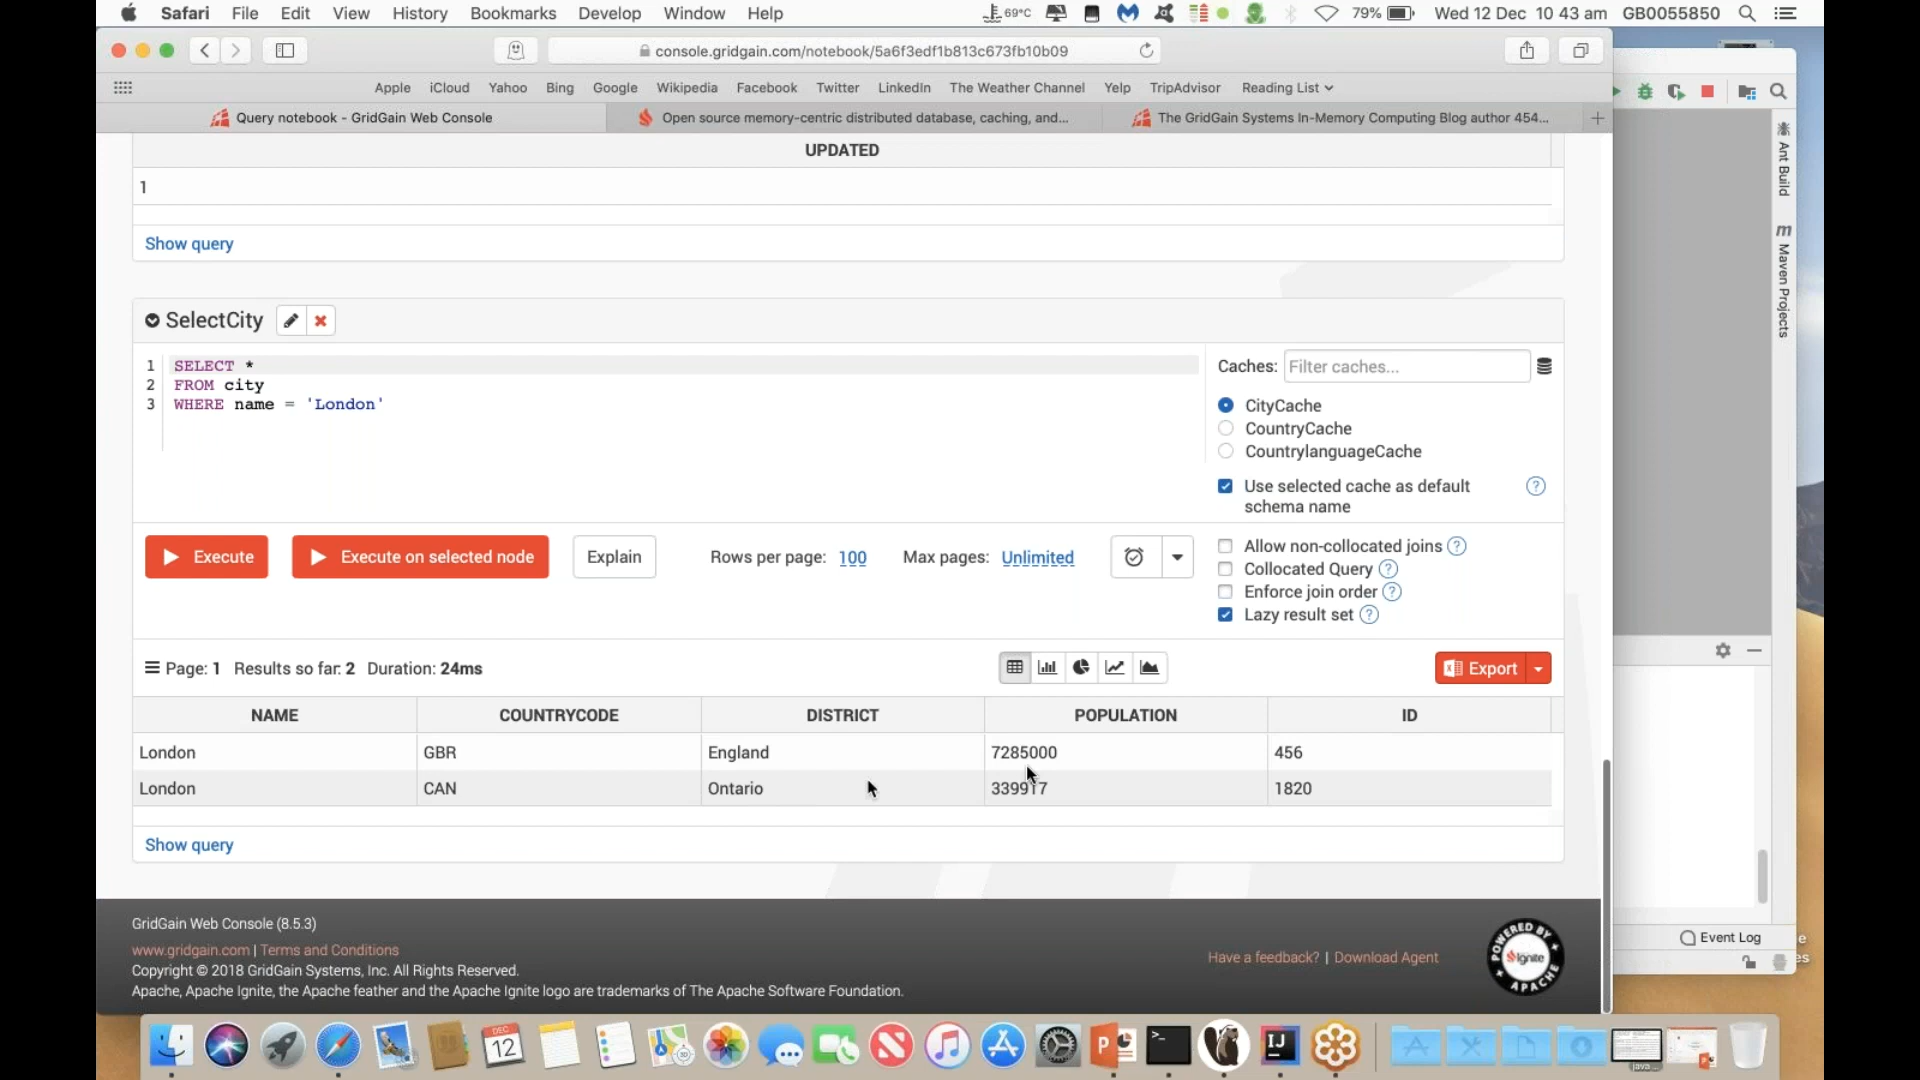 Safari File Edit View History Bookmarks Develop Window Help 69°C 79% Wed 12 Dec 10 43 am GB0055850
console.gridgain.com/notebook/5a6f3edf1b813c673fb10b09
Apple iCloud Yahoo Bing Google Wikipedia Facebook Twitter LinkedIn The Weather Channel Yelp TripAdvisor Reading List
Query notebook - GridGain Web Console Open source memory-centric distributed database, caching, and... The GridGain Systems In-Memory Computing Blog author 454...
UPDATED
1
Show query
SelectCity
1 SELECT *
2 FROM city
3 WHERE name = 'London'
Caches: Filter caches...
CityCache
CountryCache
CountrylanguageCache
Use selected cache as default ?
schema name
Execute Execute on selected node Explain Rows per page: 100 Max pages: Unlimited
Allow non-collocated joins ?
Collocated Query ?
Enforce join order ?
Lazy result set ?
Page: 1 Results so far: 2 Duration: 24ms Export
NAME COUNTRYCODE DISTRICT POPULATION ID
London GBR England 7285000 456
London CAN Ontario 339917 1820
Show query
GridGain Web Console (8.5.3)
www.gridgain.com | Terms and Conditions
Copyright © 2018 GridGain Systems, Inc. All Rights Reserved.
Apache, Apache Ignite, the Apache feather and the Apache Ignite logo are trademarks of The Apache Software Foundation.
Have a feedback? | Download Agent
POWERED BY
Ignite
APACHE
Ant Build
m Maven Projects
Event Log
e
es
DEC
12
P
>_
IJ
java